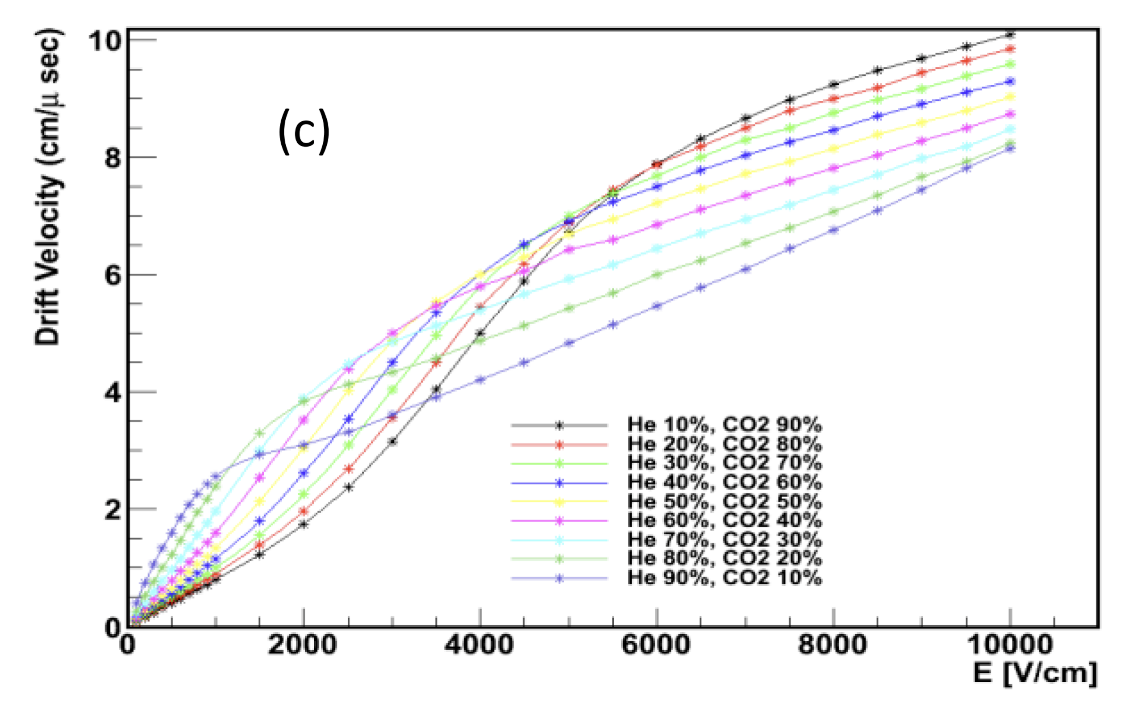 Drift Velocity (cm/μ sec)
10
8
6
4
2
0
(c)
He 10%, CO2 90%
He 20%, CO2 80%
He 30%, CO2 70%
He 40%, CO2 60%
He 50%, CO2 50%
He 60%, CO2 40%
He 70%, CO2 30%
He 80%, CO2 20%
He 90%, CO2 10%
0 2000 4000 6000 8000 10000
E [V/cm]